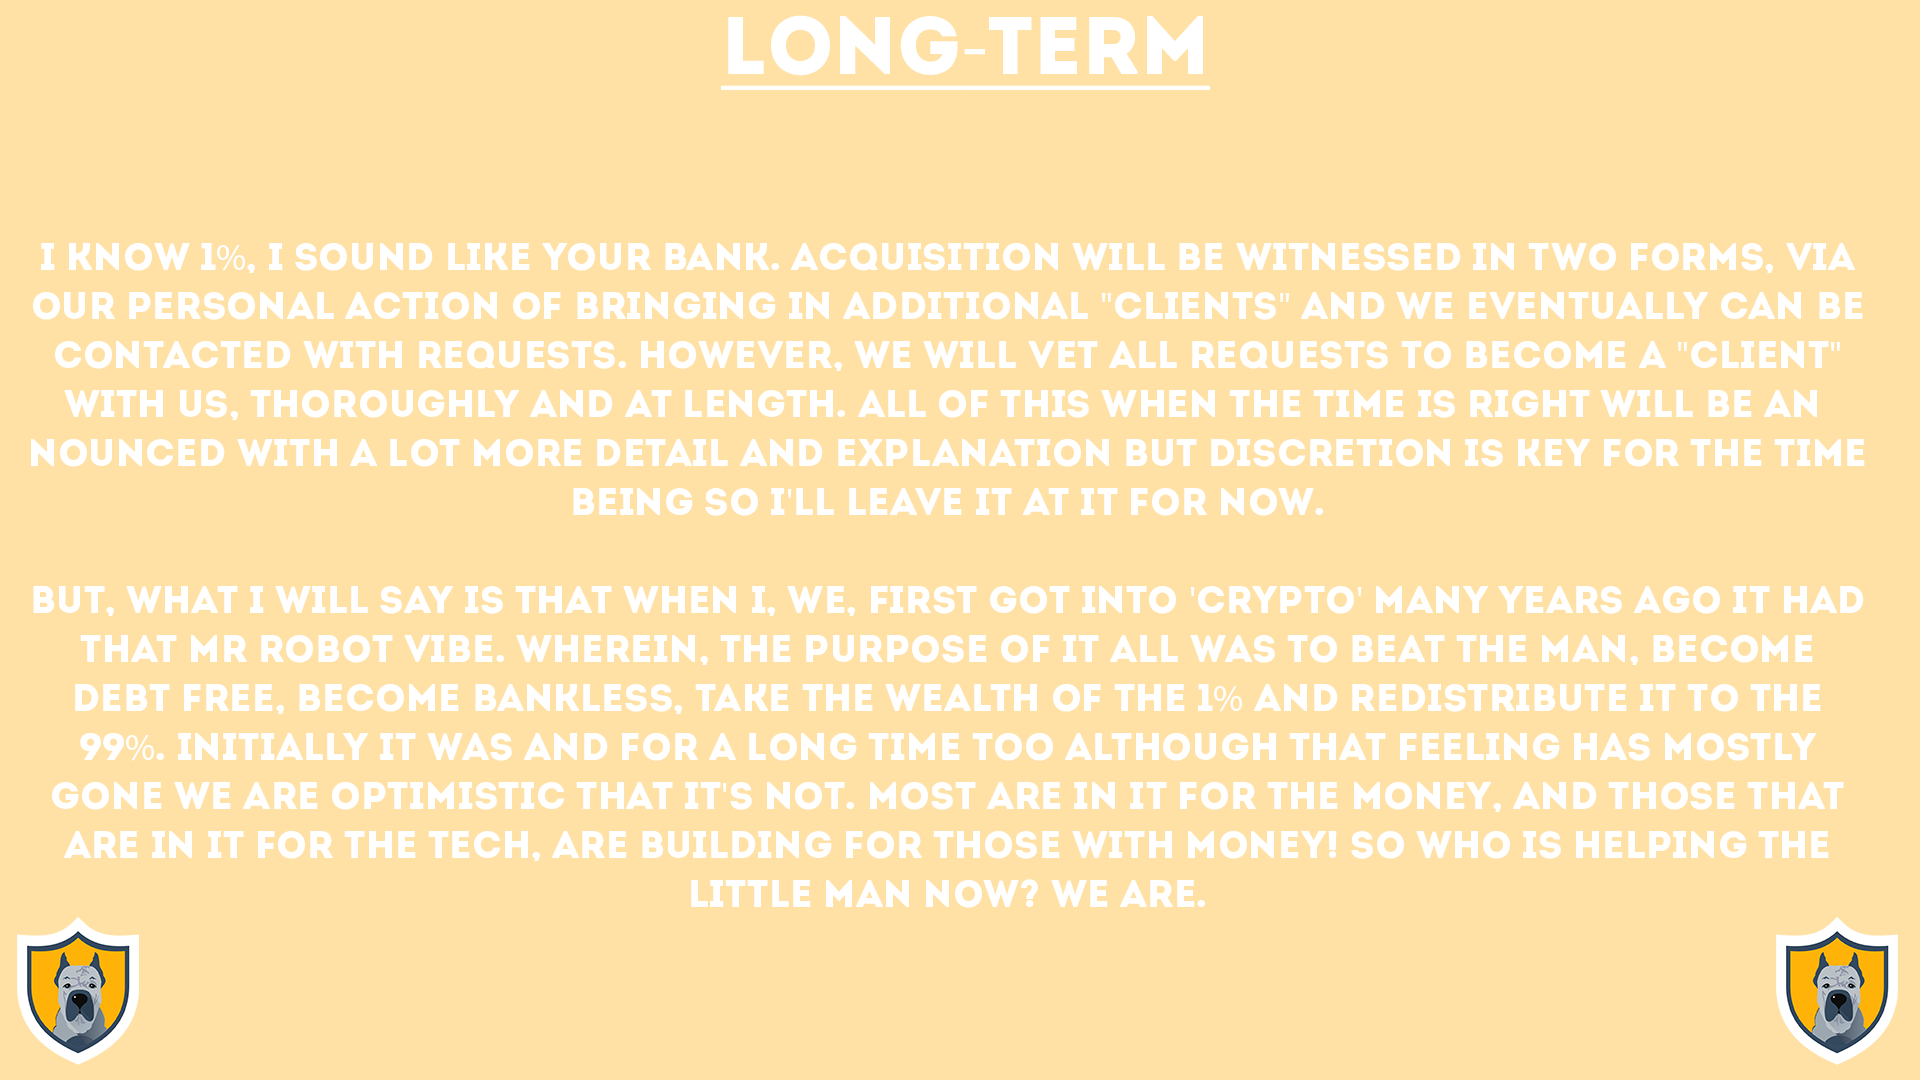 LONG-TERM
I KNOW 1%, I SOUND LIKE YOUR BANK. ACQUISITION WILL BE WITNESSED IN TWO FORMS, VIA
OUR PERSONAL ACTION OF BRINGING IN ADDITIONAL "CLIENTS" AND WE EVENTUALLY CAN BE
CONTACTED WITH REQUESTS. HOWEVER, WE WILL VET ALL REQUESTS TO BECOME A "CLIENT"
WITH US, THOROUGHLY AND AT LENGTH. ALL OF THIS WHEN THE TIME IS RIGHT WILL BE AN
NOUNCED WITH A LOT MORE DETAIL AND EXPLANATION BUT DISCRETION IS KEY FOR THE TIME
BEING SO I'LL LEAVE IT AT IT FOR NOW.
BUT, WHAT I WILL SAY IS THAT WHEN I, WE, FIRST GOT INTO 'CRYPTO' MANY YEARS AGO IT HAD
THAT MR ROBOT VIBE. WHEREIN, THE PURPOSE OF IT ALL WAS TO BEAT THE MAN, BECOME
DEBT FREE, BECOME BANKLESS, TAKE THE WEALTH OF THE 1% AND REDISTRIBUTE IT TO THE
99%. INITIALLY IT WAS AND FOR A LONG TIME TOO ALTHOUGH THAT FEELING HAS MOSTLY
GONE WE ARE OPTIMISTIC THAT IT'S NOT. MOST ARE IN IT FOR THE MONEY, AND THOSE THAT
ARE IN IT FOR THE TECH, ARE BUILDING FOR THOSE WITH MONEY! SO WHO IS HELPING THE
LITTLE MAN NOW? WE ARE.